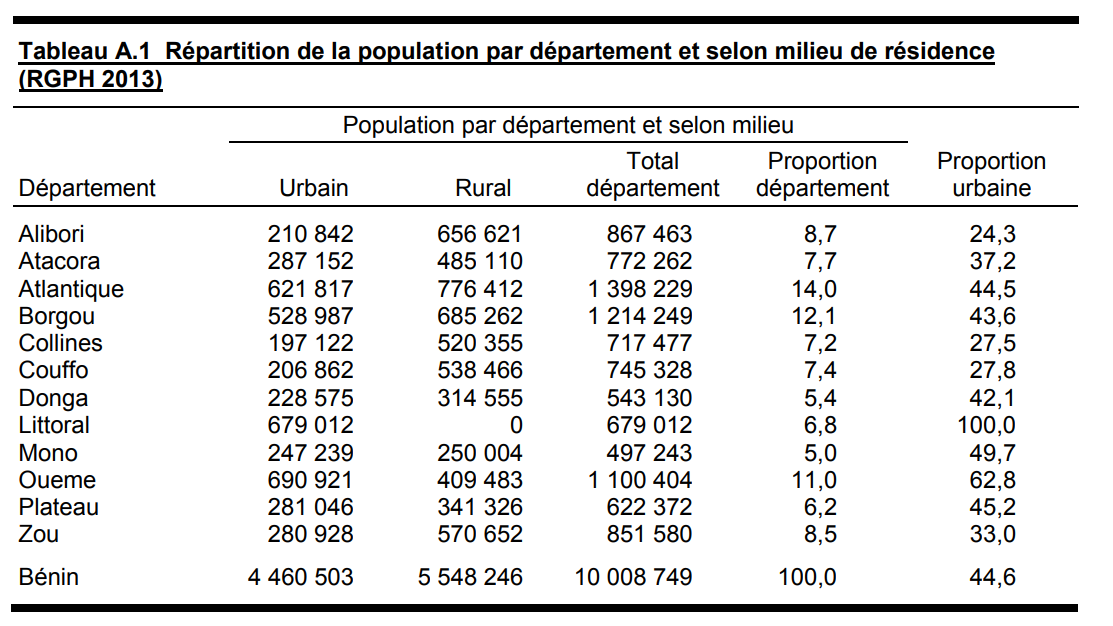 Tableau A.1 Répartition de la population par département et selon milieu de résidence
(RGPH 2013)
Population par département et selon milieu
Total Proportion Proportion
Département Urbain Rural département département urbaine
Alibori 210 842 656 621 867 463 8,7 24,3
Atacora 287 152 485 110 772 262 7,7 37,2
Atlantique 621 817 776 412 1 398 229 14,0 44,5
Borgou 528 987 685 262 1 214 249 12,1 43,6
Collines 197 122 520 355 717 477 7,2 27,5
Couffo 206 862 538 466 745 328 7,4 27,8
Donga 228 575 314 555 543 130 5,4 42,1
Littoral 679 012 0 679 012 6,8 100,0
Mono 247 239 250 004 497 243 5,0 49,7
Oueme 690 921 409 483 1 100 404 11,0 62,8
Plateau 281 046 341 326 622 372 6,2 45,2
Zou 280 928 570 652 851 580 8,5 33,0
Bénin 4 460 503 5 548 246 10 008 749 100,0 44,6